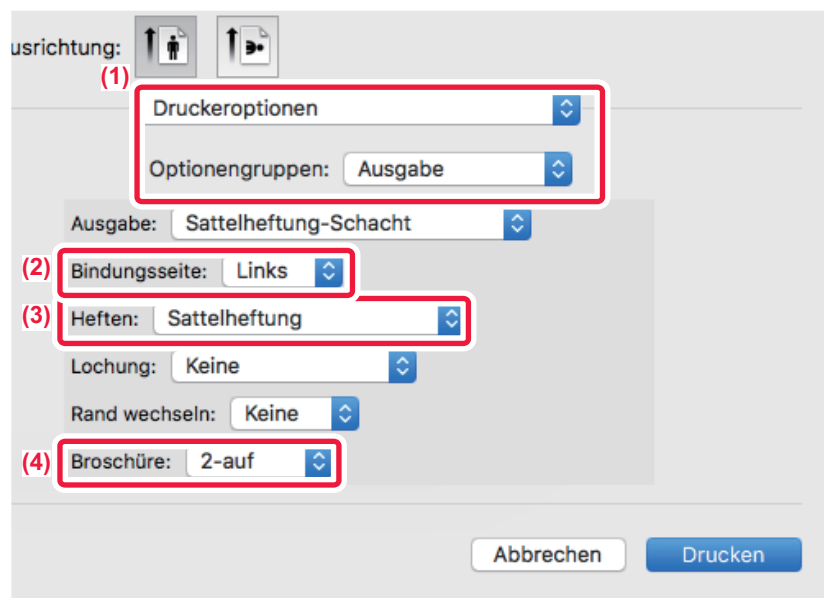 usrichtung:
(1)
Druckeroptionen
Optionengruppen: Ausgabe
Ausgabe: Sattelheftung-Schacht
(2) Bindungsseite: Links
(3) Heften: Sattelheftung
Lochung: Keine
Rand wechseln: Keine
(4) Broschüre: 2-auf
Abbrechen Drucken